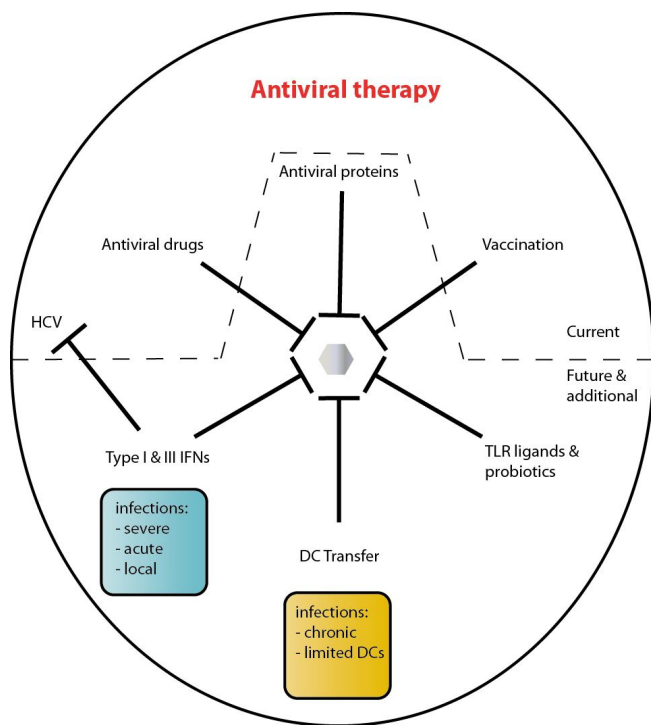 Antiviral therapy
Antiviral proteins
Antiviral drugs
Vaccination
HCV
Current
Future &
additional
Type I & III IFNs
TLR ligands &
probiotics
infections:
- severe
- acute
- local
DC Transfer
infections:
- chronic
- limited DCs